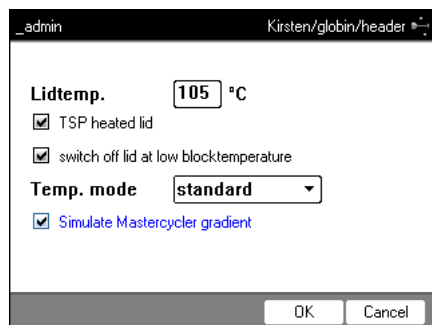 _admin
Kirsten/globin/header
Lidtemp. 105 °C
TSP heated lid
switch off lid at low blocktemperature
Temp. mode standard
Simulate Mastercycler gradient
OK Cancel